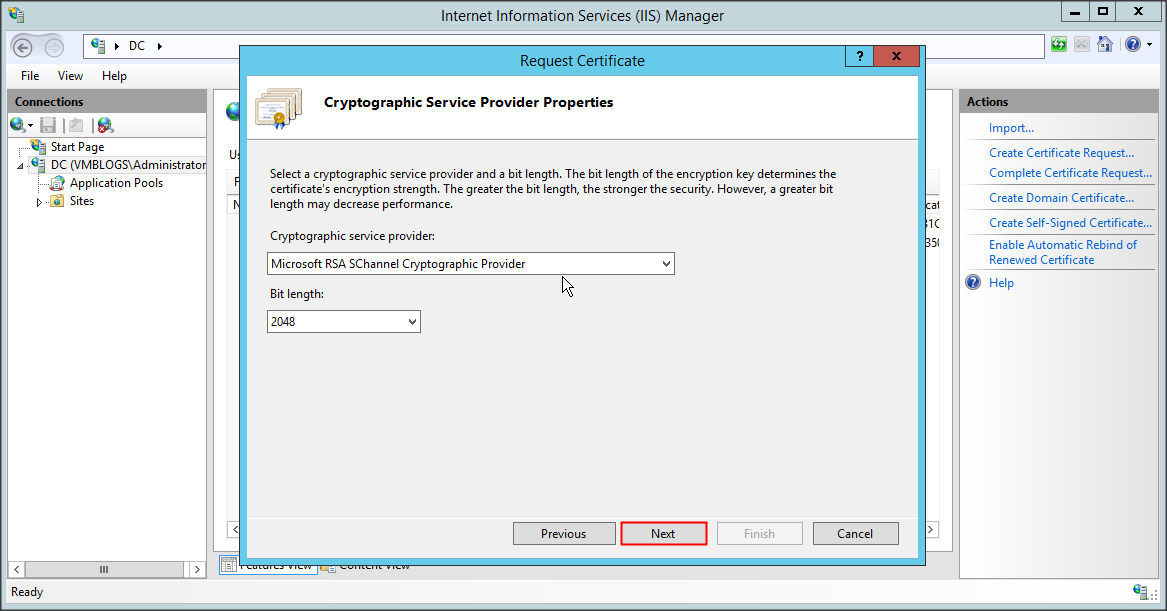 Internet Information Services (IIS) Manager
DC
File View Help
Connections
Start Page
DC (VMBLOGS\Administrator
Application Pools
Sites
Request Certificate
?
Cryptographic Service Provider Properties
Select a cryptographic service provider and a bit length. The bit length of the encryption key determines the
certificate's encryption strength. The greater the bit length, the stronger the security. However, a greater bit
length may decrease performance.
Cryptographic service provider:
Microsoft RSA SChannel Cryptographic Provider
Bit length:
2048
Previous Next Finish Cancel
Features View Content View
Actions
Import...
Create Certificate Request...
Complete Certificate Request...
Create Domain Certificate...
Create Self-Signed Certificate...
Enable Automatic Rebind of
Renewed Certificate
Help
Ready